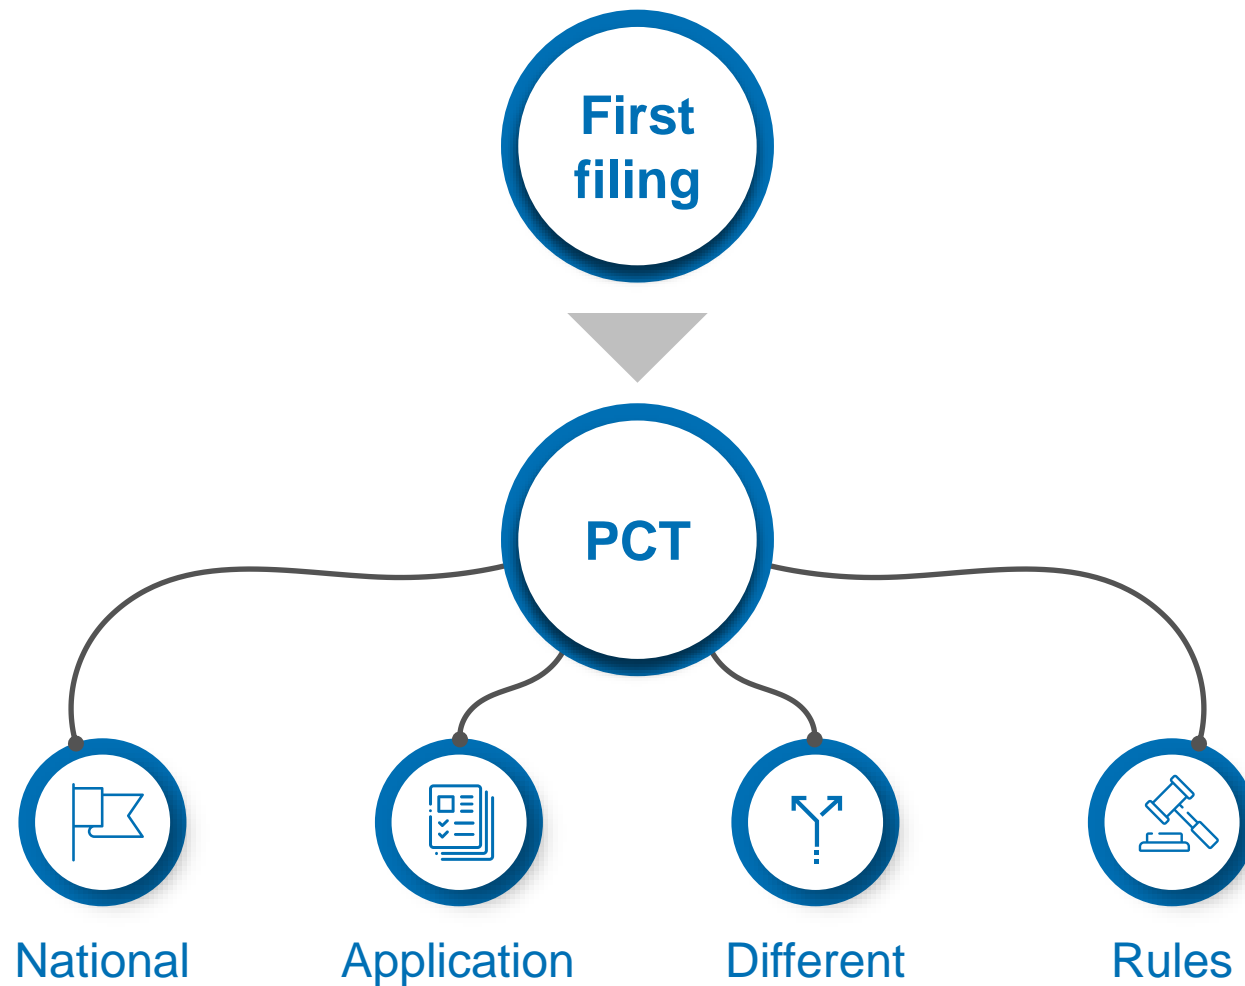 First
filing
PCT
National
Application
Different
Rules